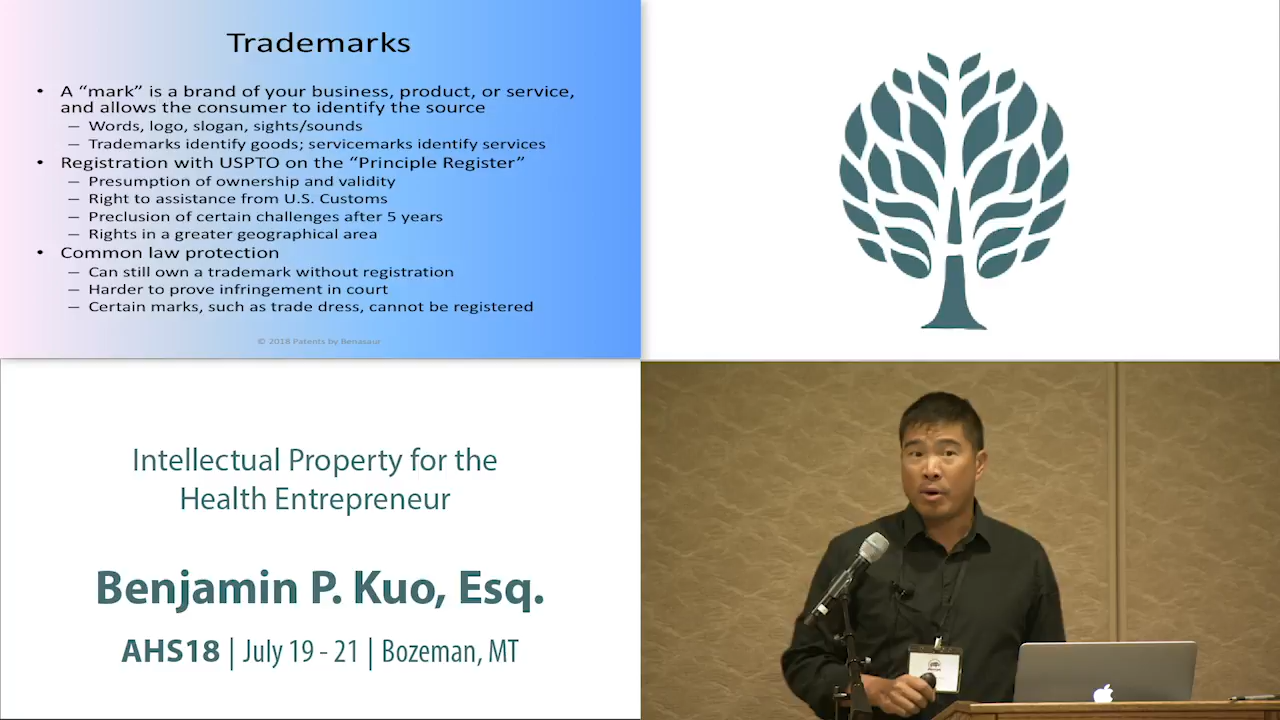 Trademarks
• A “mark” is a brand of your business, product, or service,
and allows the consumer to identify the source
– Words, logo, slogan, sights/sounds
– Trademarks identify goods; servicemarks identify services
• Registration with USPTO on the “Principle Register”
– Presumption of ownership and validity
– Right to assistance from U.S. Customs
– Preclusion of certain challenges after 5 years
– Rights in a greater geographical area
• Common law protection
– Can still own a trademark without registration
– Harder to prove infringement in court
– Certain marks, such as trade dress, cannot be registered
© 2018 Patents by Benasaur
Intellectual Property for the
Health Entrepreneur
Benjamin P. Kuo, Esq.
AHS18 | July 19 - 21 | Bozeman, MT